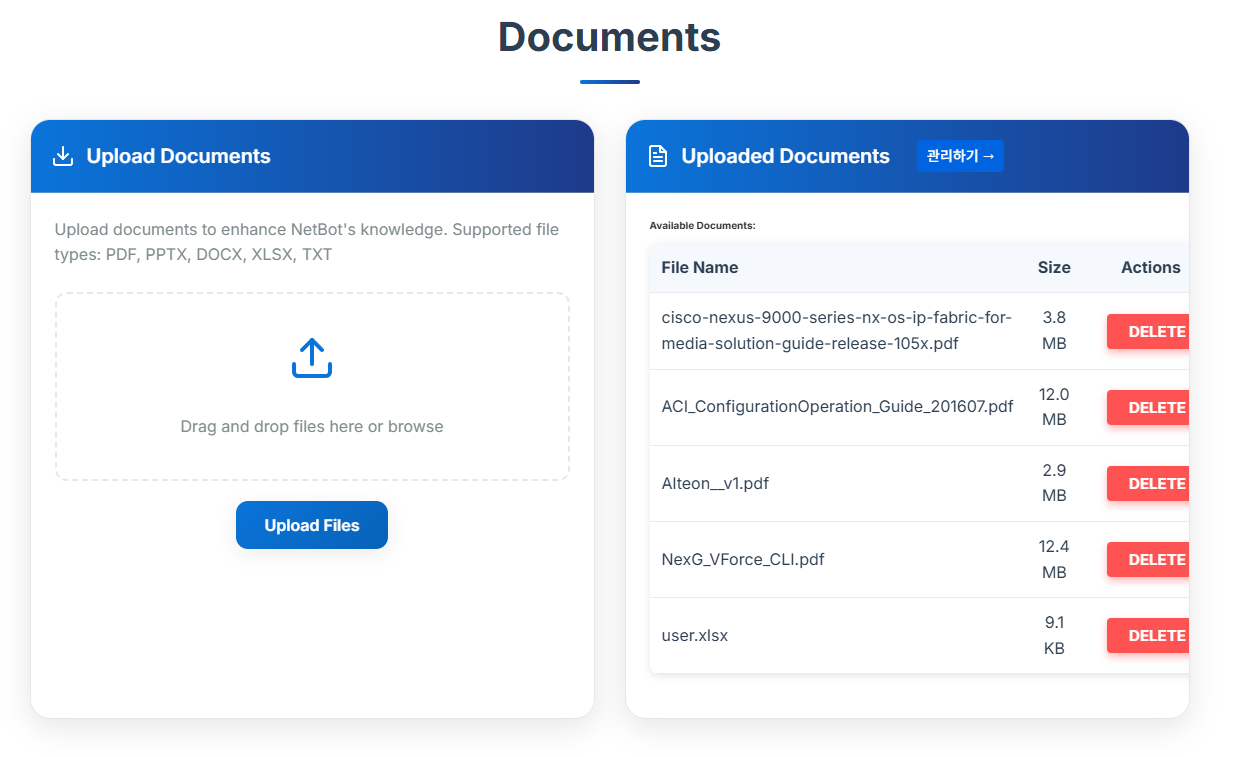 Documents
Upload Documents
Upload documents to enhance NetBot's knowledge. Supported file
types: PDF, PPTX, DOCX, XLSX, TXT
Drag and drop files here or browse
Upload Files
Uploaded Documents 관리하기 →
Available Documents:
File Name Size Actions
cisco-nexus-9000-series-nx-os-ip-fabric-for-
media-solution-guide-release-105x.pdf
3.8
MB
DELETE
ACI_ConfigurationOperation_Guide_201607.pdf
12.0
MB
DELETE
Alteon__v1.pdf
2.9
MB
DELETE
NexG_VForce_CLI.pdf
12.4
MB
DELETE
user.xlsx
9.1
KB
DELETE